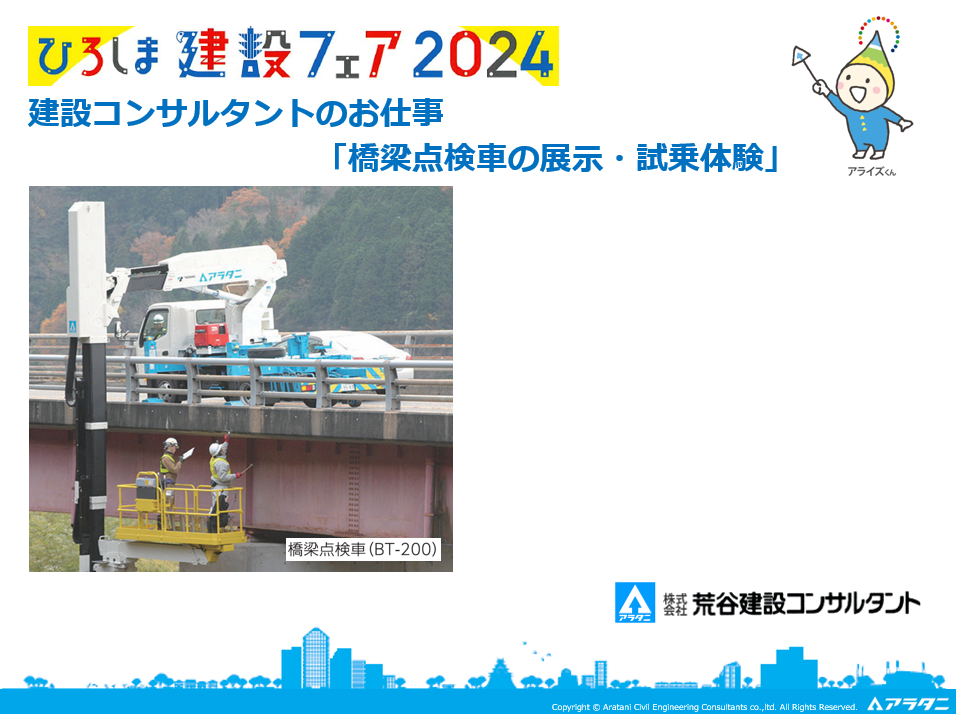 ひろしま 建設フェア 2024
建設コンサルタントのお仕事
「橋梁点検車の展示・試乗体験」
アライズくん
アラタニ
橋梁点検車(BT-200)
アラタニ
株式会社 荒谷建設コンサルタント
Copyright © Aratani Civil Engineering Consultants co.,ltd. All Rights Reserved. アラタニ